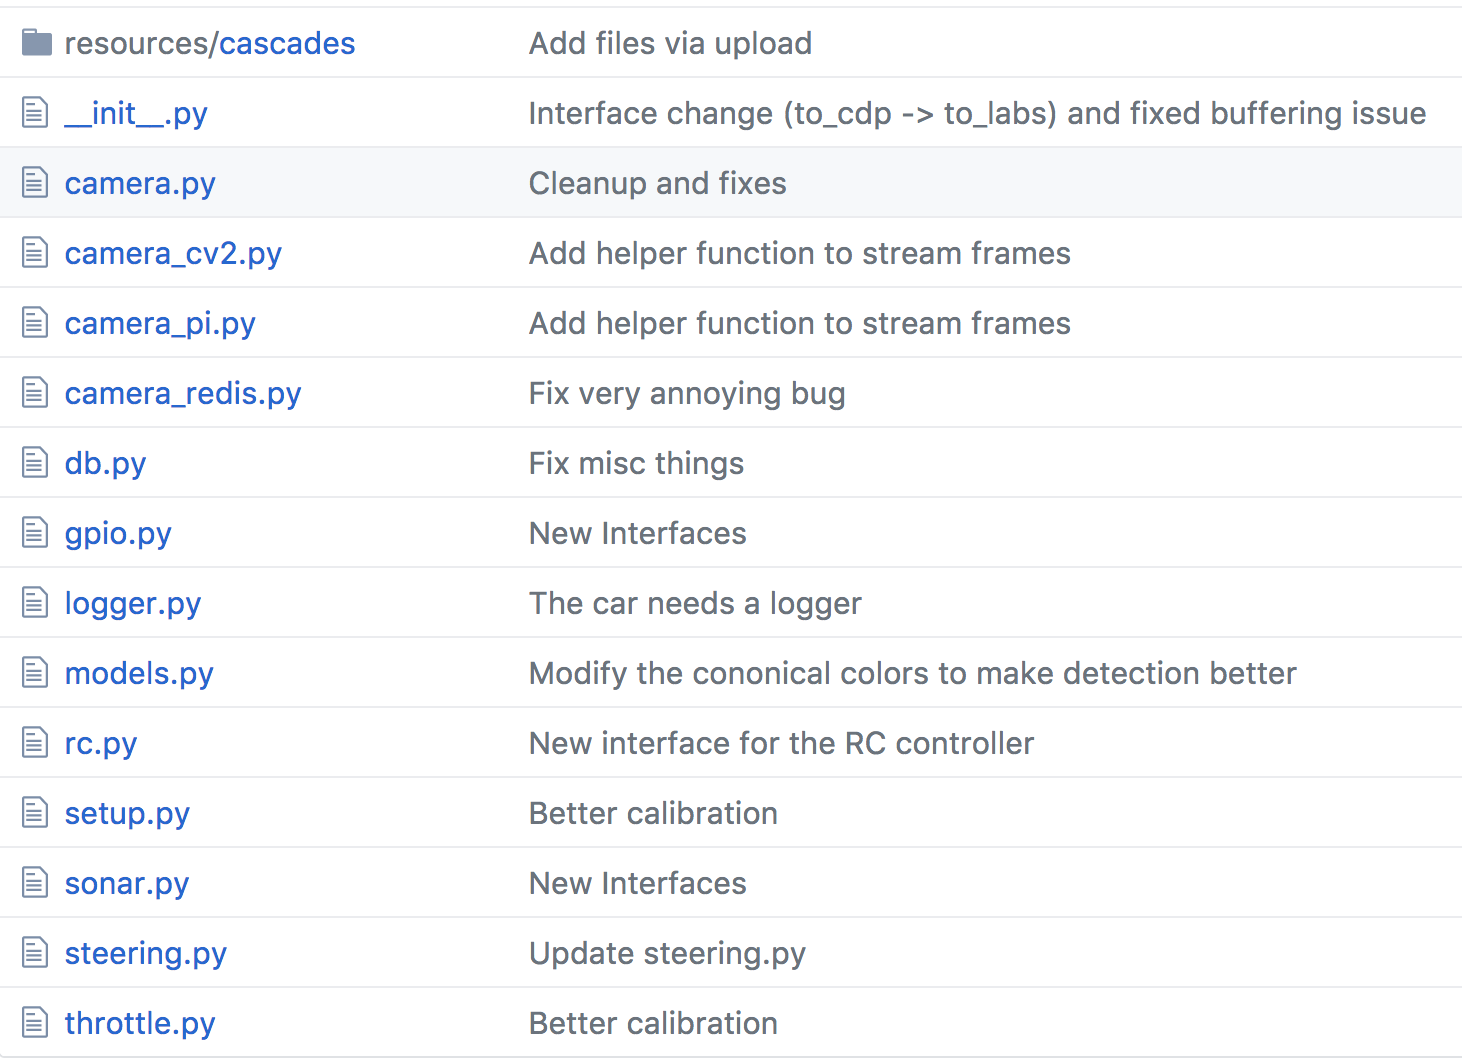 resources/cascades Add files via upload
__init__.py Interface change (to_cdp -> to_labs) and fixed buffering issue
camera.py Cleanup and fixes
camera_cv2.py Add helper function to stream frames
camera_pi.py Add helper function to stream frames
camera_redis.py Fix very annoying bug
db.py Fix misc things
gpio.py New Interfaces
logger.py The car needs a logger
models.py Modify the cononical colors to make detection better
rc.py New interface for the RC controller
setup.py Better calibration
sonar.py New Interfaces
steering.py Update steering.py
throttle.py Better calibration